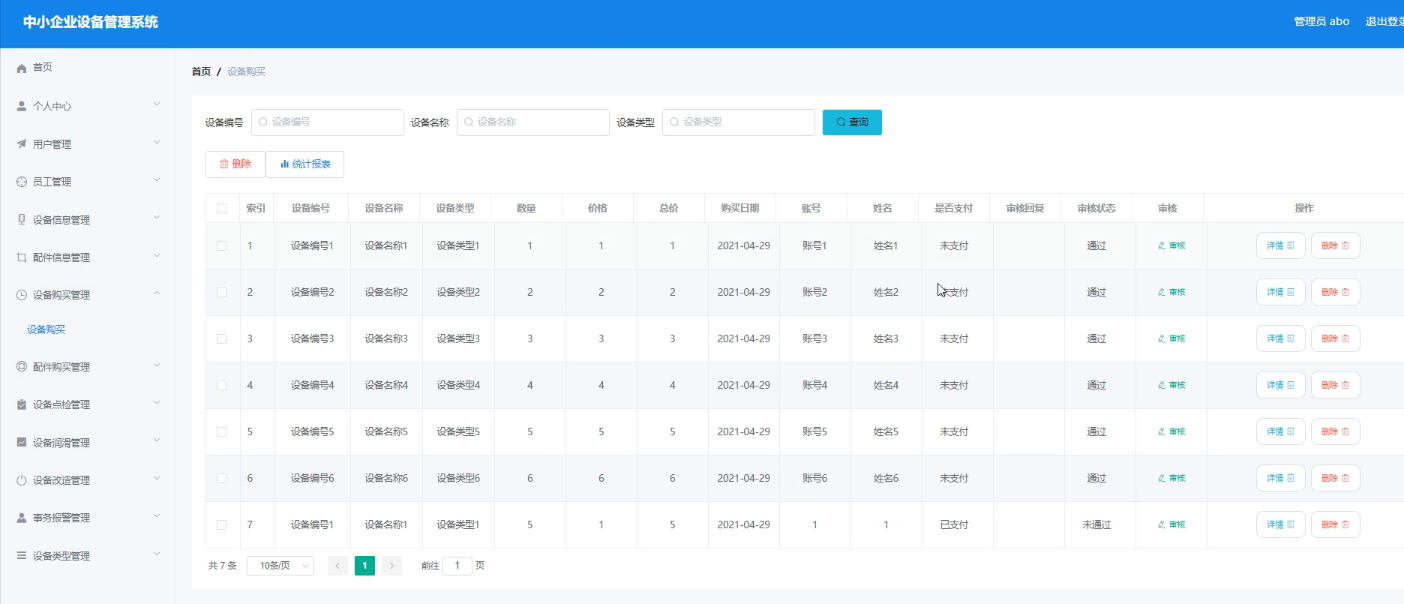 中小企业设备管理系统
管理员 abo 退出登录
首页
个人中心
用户管理
员工管理
设备信息管理
配件信息管理
设备购买管理
设备购买
配件购买管理
设备点检管理
设备润滑管理
设备改造管理
事务报警管理
设备类型管理
首页 / 设备购买
设备编号 设备编号 设备名称 设备名称 设备类型 设备类型 查询
删除 统计报表
索引 设备编号 设备名称 设备类型 数量 价格 总价 购买日期 账号 姓名 是否支付 审核回复 审核状态 审核 操作
1 设备编号1 设备名称1 设备类型1 1 1 1 2021-04-29 账号1 姓名1 未支付 通过 审核 详情 删除
2 设备编号2 设备名称2 设备类型2 2 2 2 2021-04-29 账号2 姓名2 未支付 通过 审核 详情 删除
3 设备编号3 设备名称3 设备类型3 3 3 3 2021-04-29 账号3 姓名3 未支付 通过 审核 详情 删除
4 设备编号4 设备名称4 设备类型4 4 4 4 2021-04-29 账号4 姓名4 未支付 通过 审核 详情 删除
5 设备编号5 设备名称5 设备类型5 5 5 5 2021-04-29 账号5 姓名5 未支付 通过 审核 详情 删除
6 设备编号6 设备名称6 设备类型6 6 6 6 2021-04-29 账号6 姓名6 未支付 通过 审核 详情 删除
7 设备编号1 设备名称1 设备类型1 5 1 5 2021-04-29 1 1 已支付 未通过 审核 详情 删除
共 7 条 10条/页 1 前往 1 页